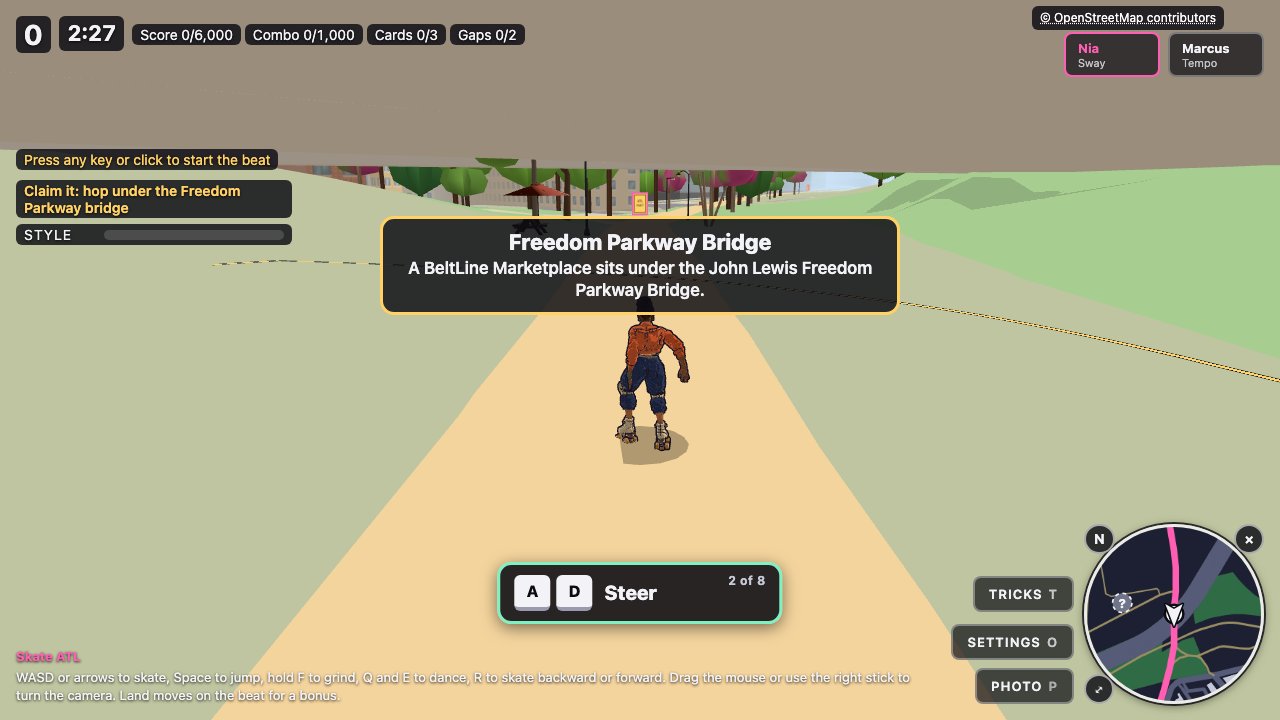 0
2:27
Score 0/6,000
Combo 0/1,000
Cards 0/3
Gaps 0/2
© OpenStreetMap contributors
Nia
Sway
Marcus
Tempo
Press any key or click to start the beat
Claim it: hop under the Freedom
Parkway bridge
STYLE
Freedom Parkway Bridge
A BeltLine Marketplace sits under the John Lewis Freedom
Parkway Bridge.
A
D
Steer
2 of 8
N
×
?
TRICKS T
SETTINGS O
PHOTO P
Skate ATL
WASD or arrows to skate, Space to jump, hold F to grind, Q and E to dance, R to skate backward or forward. Drag the mouse or use the right stick to
turn the camera. Land moves on the beat for a bonus.